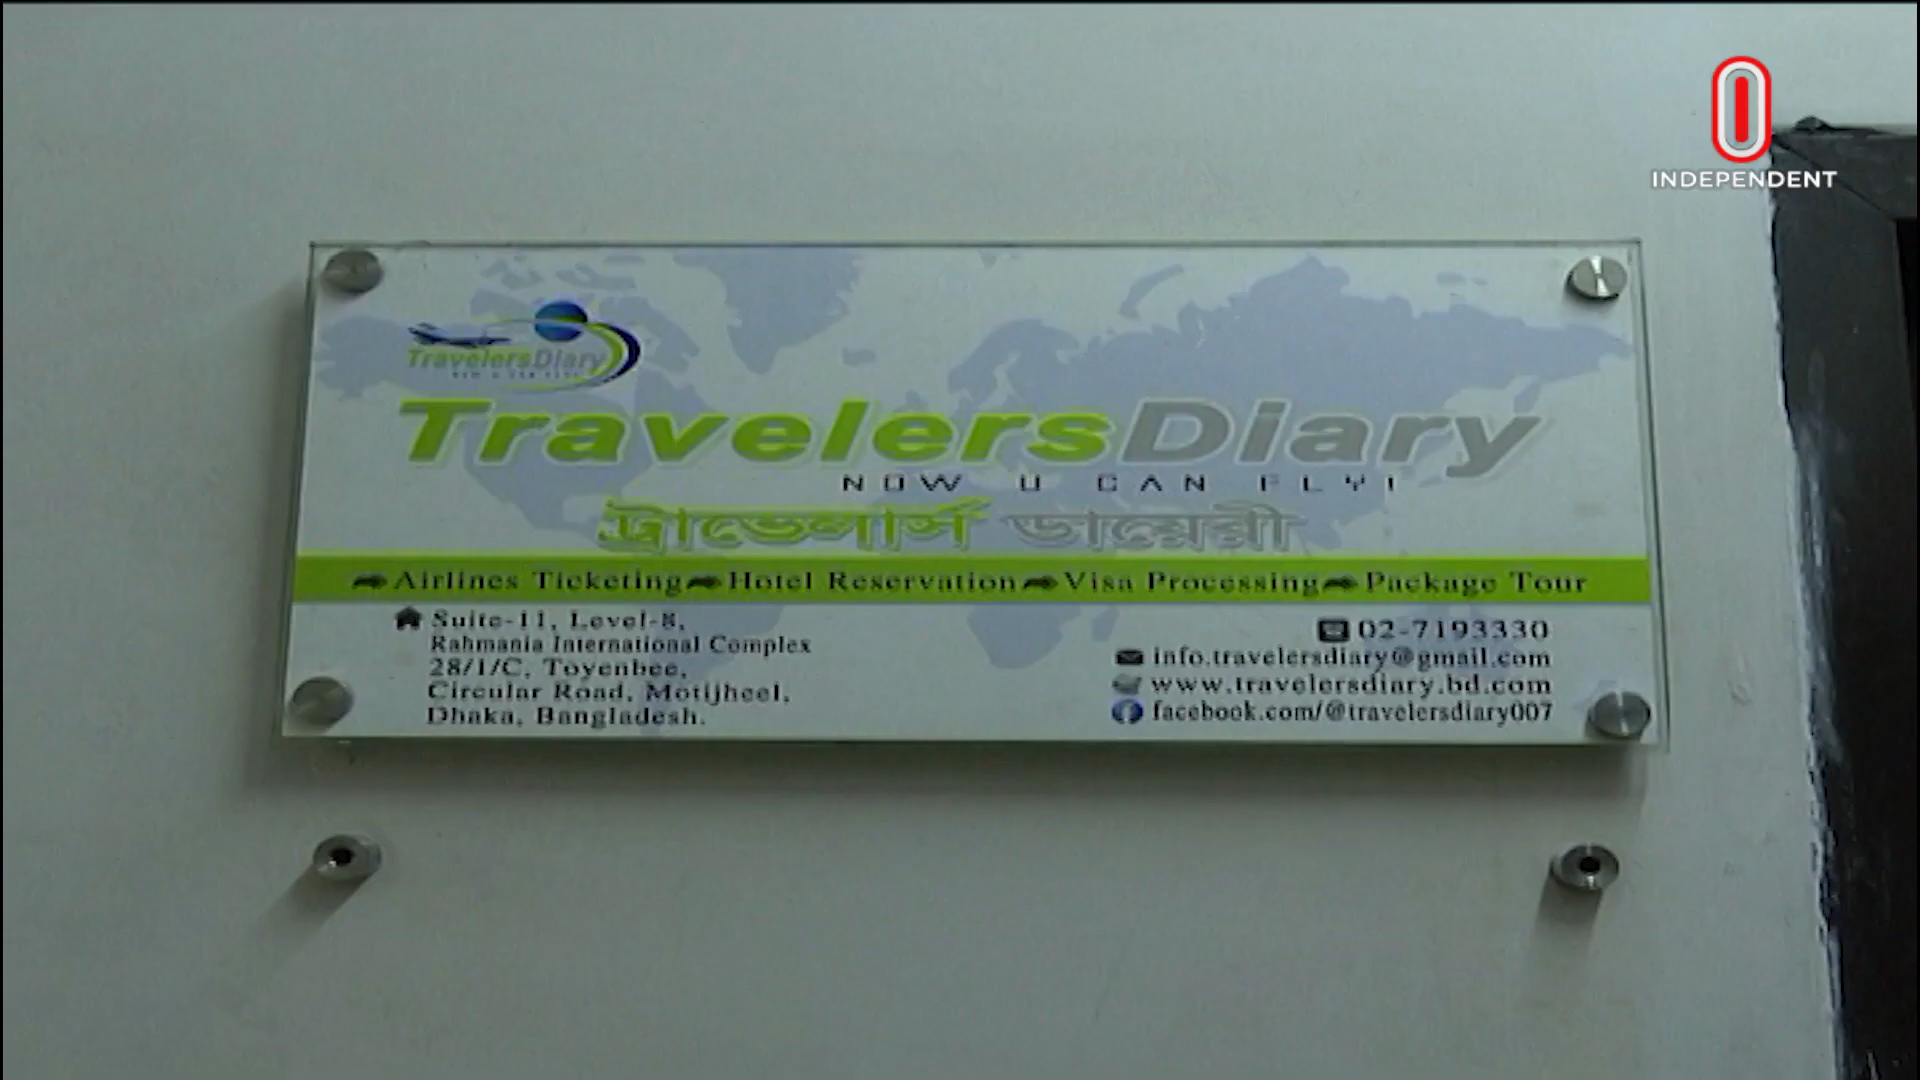 INDEPENDENT
TravelersDiary
TravelersDiary
NOW U CAN FLY!
ট্রাভেলার্স ডায়েরী
Airlines Ticketing Hotel Reservation Visa Processing Package Tour
Suite-11, Level-8,
Rahmania International Complex
28/1/C, Toyenbee,
Circular Road, Motijheel,
Dhaka, Bangladesh.
02-7193330
info.travelersdiary@gmail.com
www.travelersdiary.bd.com
facebook.com/@travelersdiary007